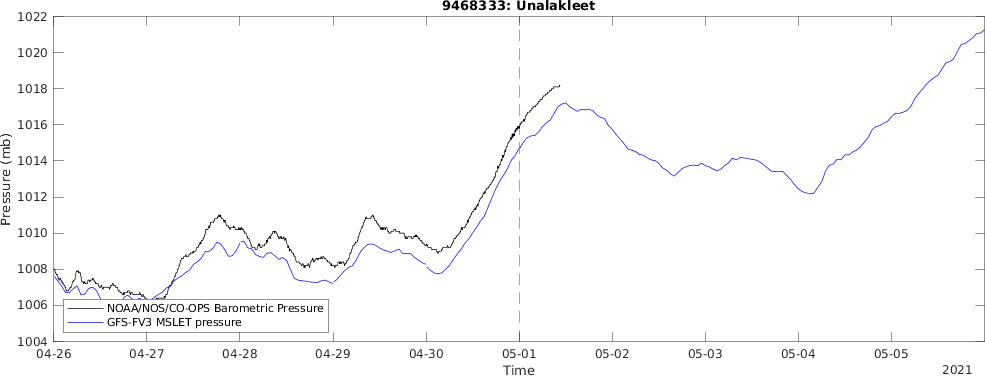 9468333: Unalakleet
1022
1020
1018
1016
1014
1012
1010
1008
1006
1004
Pressure (mb)
NOAA/NOS/CO-OPS Barometric Pressure
GFS-FV3 MSLET pressure
04-26 04-27 04-28 04-29 04-30 05-01 05-02 05-03 05-04 05-05
Time
2021